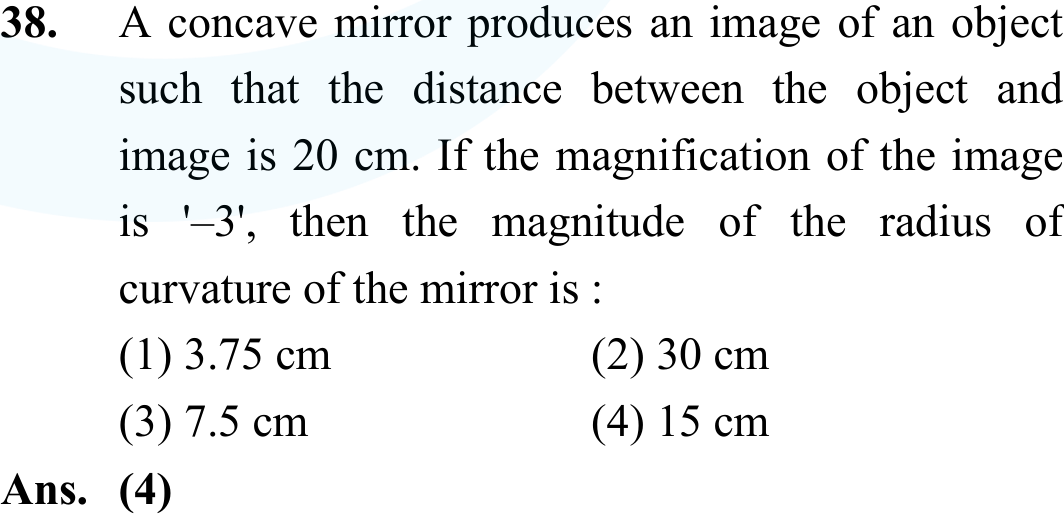 38. A concave mirror produces an image of an object
such that the distance between the object and
image is 20 cm. If the magnification of the image
is '–3', then the magnitude of the radius of
curvature of the mirror is :
(1) 3.75 cm (2) 30 cm
(3) 7.5 cm (4) 15 cm
Ans. (4)